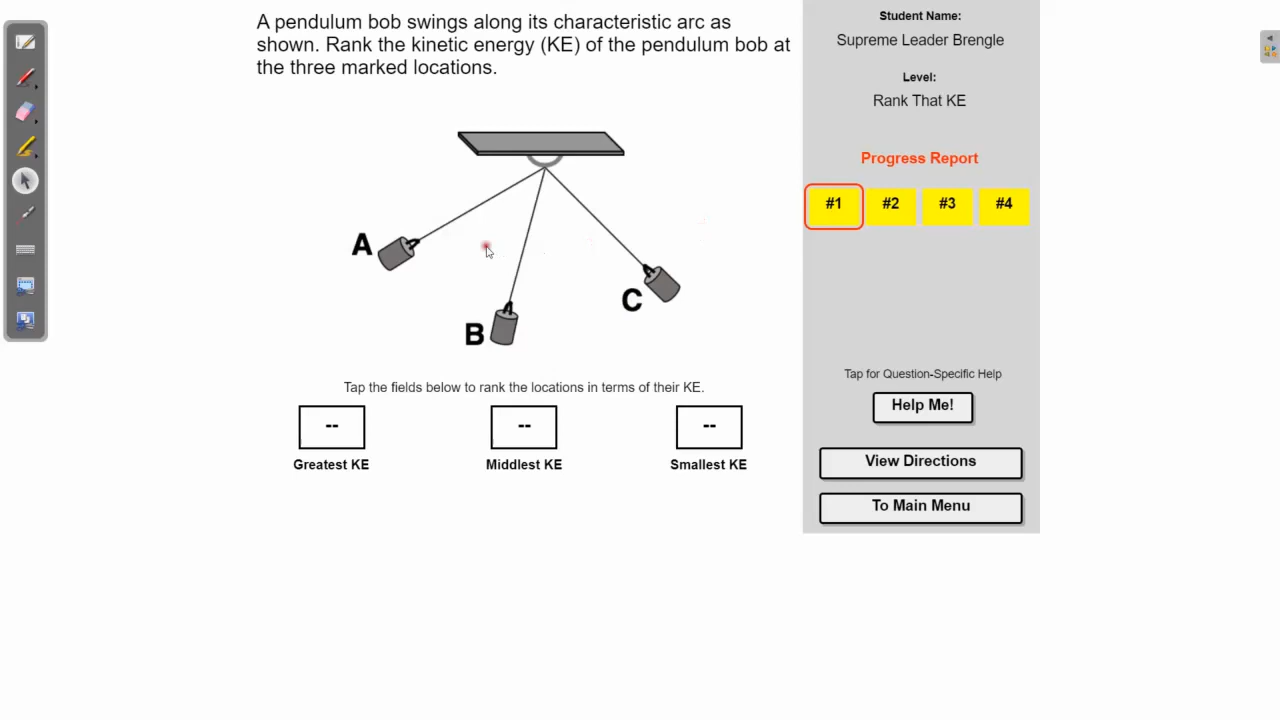 A pendulum bob swings along its characteristic arc as
shown. Rank the kinetic energy (KE) of the pendulum bob at
the three marked locations.
A
B
C
Tap the fields below to rank the locations in terms of their KE.
-- -- --
Greatest KE Middlest KE Smallest KE
Student Name:
Supreme Leader Brengle
Level:
Rank That KE
Progress Report
#1 #2 #3 #4
Tap for Question-Specific Help
Help Me!
View Directions
To Main Menu